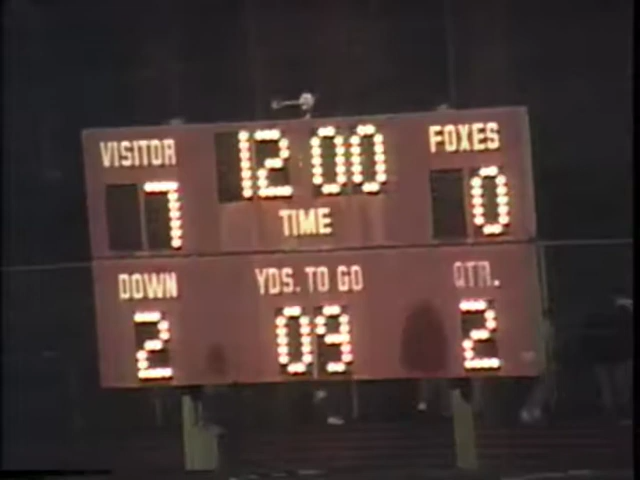 VISITOR 12 00 FOXES
7 TIME 0
DOWN YDS. TO GO QTR.
2 09 2